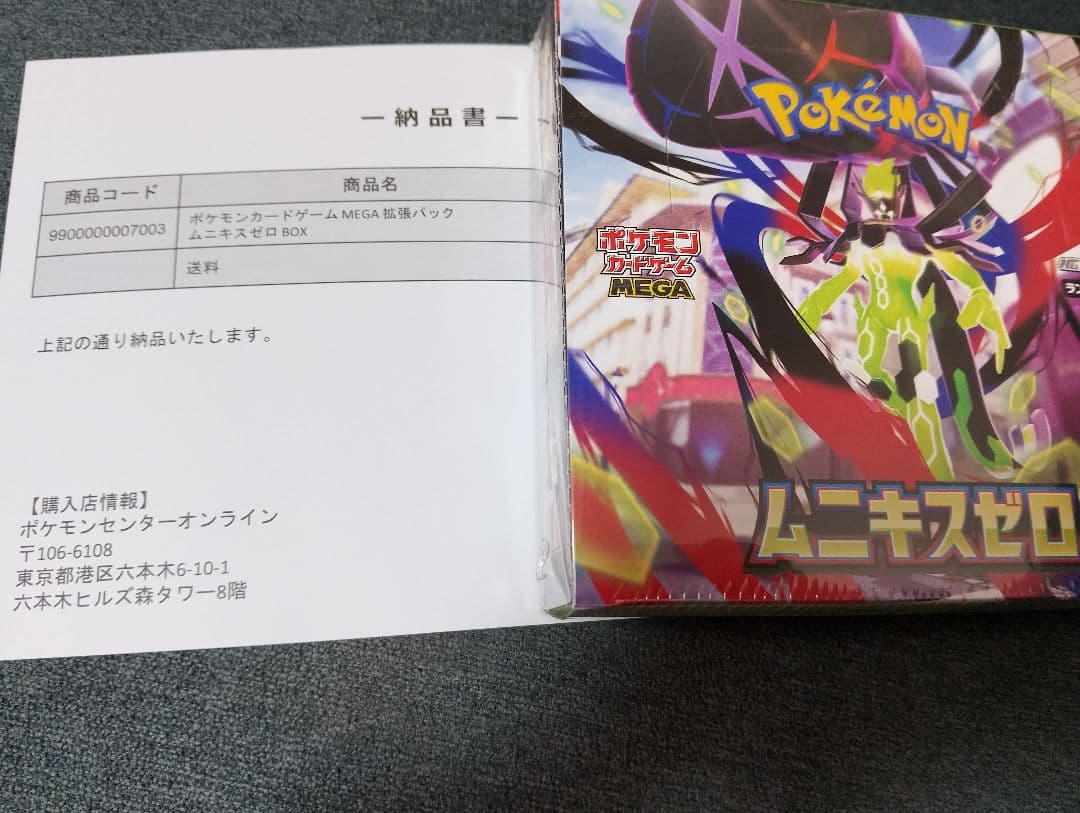 — 納品書 —
商品コード
商品名
9900000007003
ポケモンカードゲーム MEGA 拡張パック
ムニキスゼロ BOX
送料
上記の通り納品いたします。
【購入店情報】
ポケモンセンターオンライン
〒106-6108
東京都港区六本木6-10-1
六本木ヒルズ森タワー8階
POKéMON
ポケモン
カードゲーム
MEGA
ムニキスゼロ